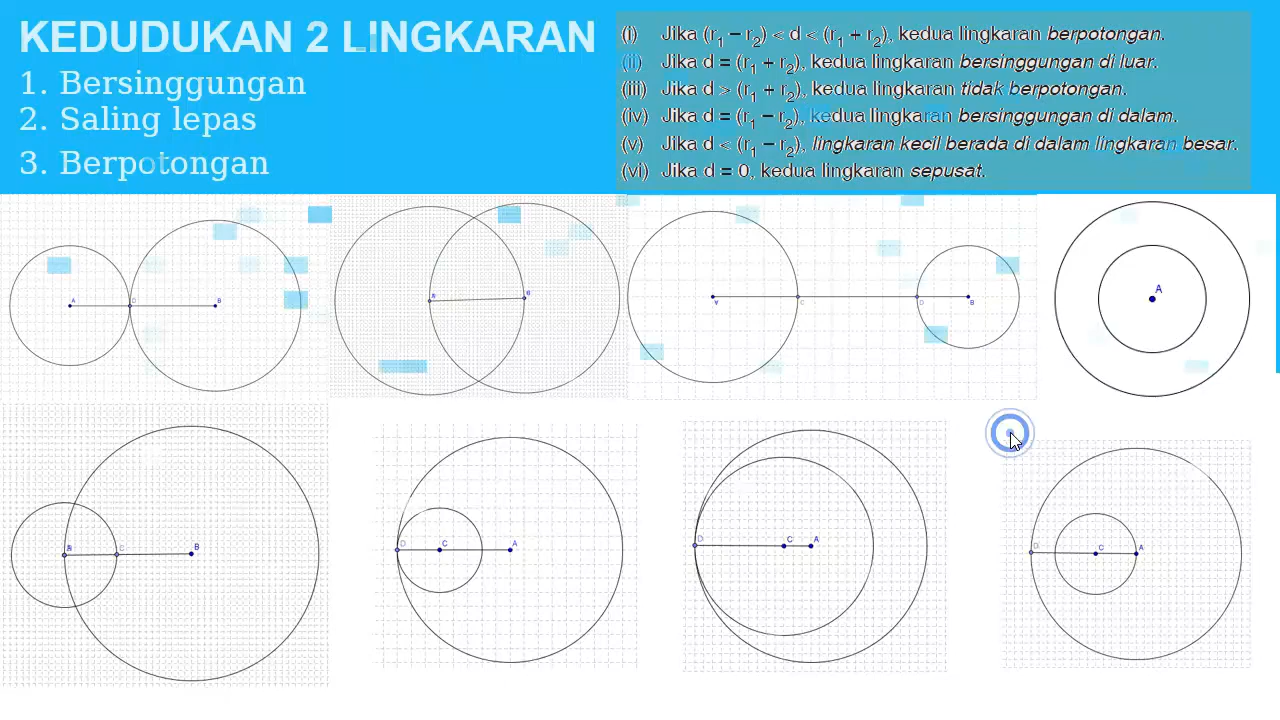 KEDUDUKAN 2 LINGKARAN
1. Bersinggungan
2. Saling lepas
3. Berpotongan
(i) Jika (r₁ − r₂) < d < (r₁ + r₂), kedua lingkaran berpotongan.
(ii) Jika d = (r₁ + r₂), kedua lingkaran bersinggungan di luar.
(iii) Jika d > (r₁ + r₂), kedua lingkaran tidak berpotongan.
(iv) Jika d = (r₁ − r₂), kedua lingkaran bersinggungan di dalam.
(v) Jika d < (r₁ − r₂), lingkaran kecil berada di dalam lingkaran besar.
(vi) Jika d = 0, kedua lingkaran sepusat.
A D B
C D B
A
C B
D C A
D C A
D C A